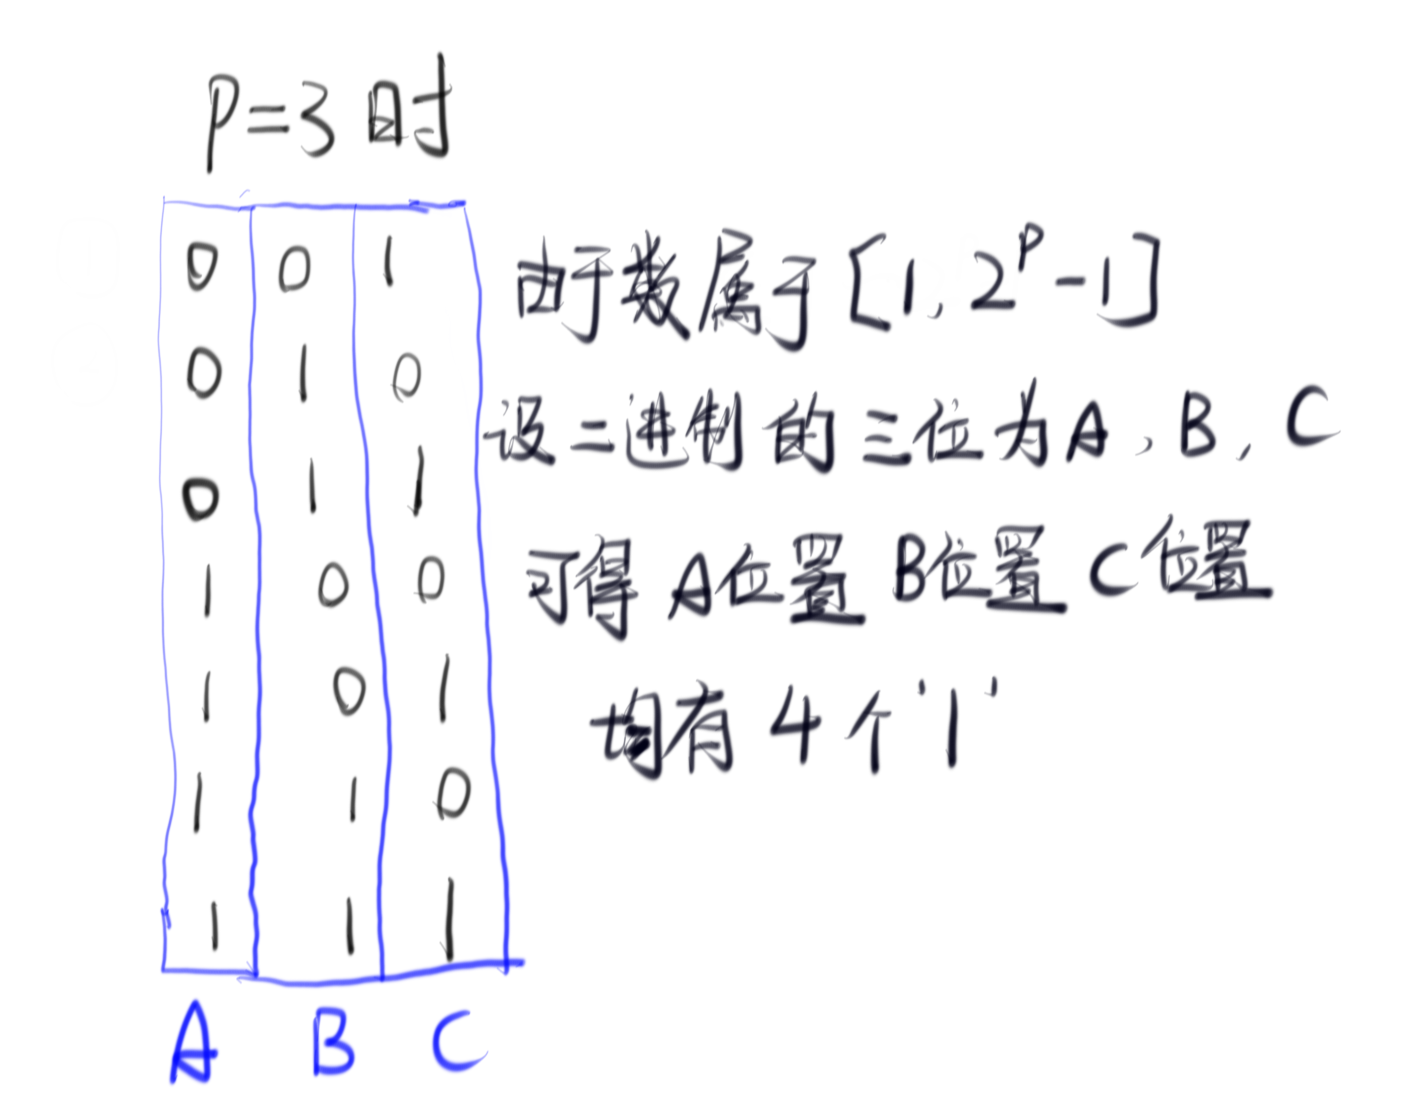 P=3时
0 0 1
0 1 0
0 1 1
1 0 0
1 0 1
1 1 0
1 1 1
A B C
由于数属于[1,2^P-1]
设二进制的三位为A、B、C
可得 A位置 B位置 C位置
均有 4个'1'